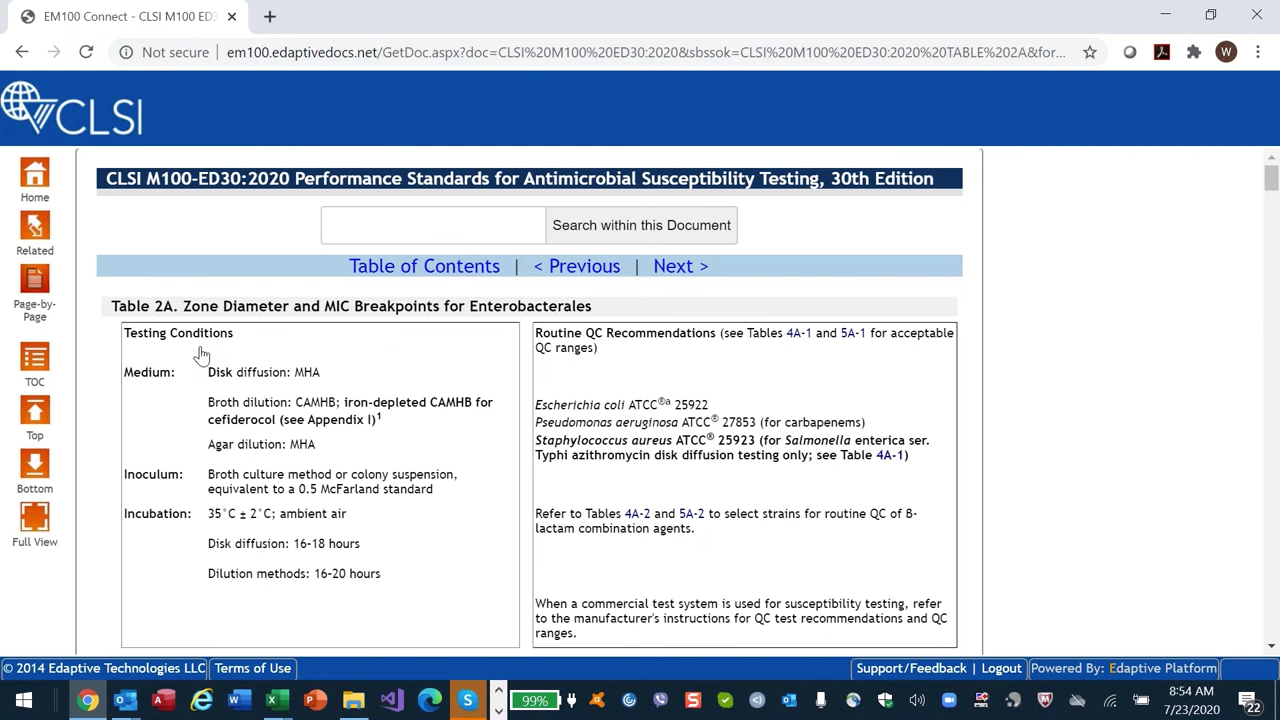 EM100 Connect - CLSI M100 ED30
Not secure
em100.edaptivedocs.net/GetDoc.aspx?doc=CLSI%20M100%20ED30:2020&sbssok=CLSI%20M100%20ED30:2020%20TABLE%202A&fo...
W
CLSI
Home
Related
Page-by-
Page
TOC
Top
Bottom
Full View
CLSI M100-ED30:2020 Performance Standards for Antimicrobial Susceptibility Testing, 30th Edition
Search within this Document
Table of Contents | < Previous | Next >
Table 2A. Zone Diameter and MIC Breakpoints for Enterobacterales
Testing Conditions
Medium: Disk diffusion: MHA
Broth dilution: CAMHB; iron-depleted CAMHB for
cefiderocol (see Appendix I)1
Agar dilution: MHA
Inoculum: Broth culture method or colony suspension,
equivalent to a 0.5 McFarland standard
Incubation: 35˚C ± 2˚C; ambient air
Disk diffusion: 16-18 hours
Dilution methods: 16-20 hours
Routine QC Recommendations (see Tables 4A-1 and 5A-1 for acceptable
QC ranges)
Escherichia coli ATCC®a 25922
Pseudomonas aeruginosa ATCC® 27853 (for carbapenems)
Staphylococcus aureus ATCC® 25923 (for Salmonella enterica ser.
Typhi azithromycin disk diffusion testing only; see Table 4A-1)
Refer to Tables 4A-2 and 5A-2 to select strains for routine QC of β-
lactam combination agents.
When a commercial test system is used for susceptibility testing, refer
to the manufacturer's instructions for QC test recommendations and QC
ranges.
© 2014 Edaptive Technologies LLC
Terms of Use
Support/Feedback | Logout
Powered By: Edaptive Platform
99%
8:54 AM
7/23/2020
22